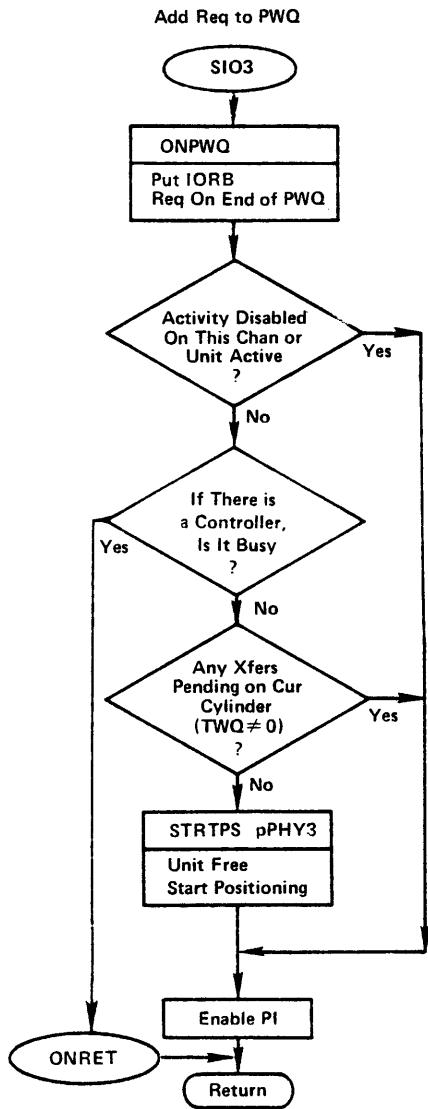 Add Req to PWQ
SIO3
ONPWQ
Put IORB
Req On End of PWQ
Activity Disabled
On This Chan or
Unit Active
?
Yes
No
If There is
a Controller,
Is It Busy
?
Yes
No
Any Xfers
Pending on Cur
Cylinder
(TWQ ≠ 0)
?
Yes
No
STRTPS pPHY3
Unit Free
Start Positioning
Enable PI
ONRET
Return